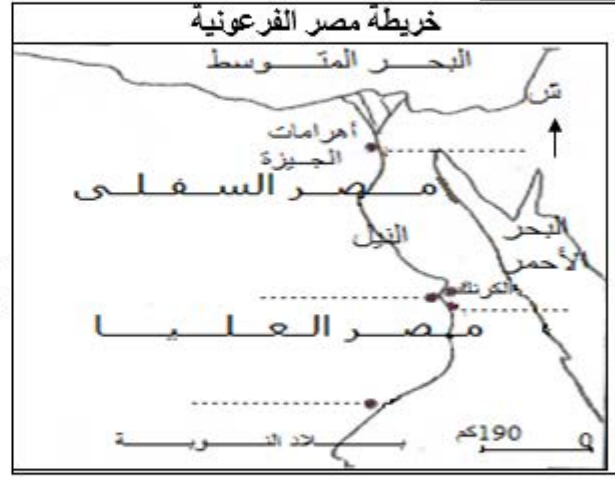 خريطة مصر الفرعونية
البحر المتوسط
ش
أهرامات
الجيزة
مصر السفلى
النيل
البحر
الأحمر
الكرنك
مصر العليا
بلاد النوبة
190كم
0